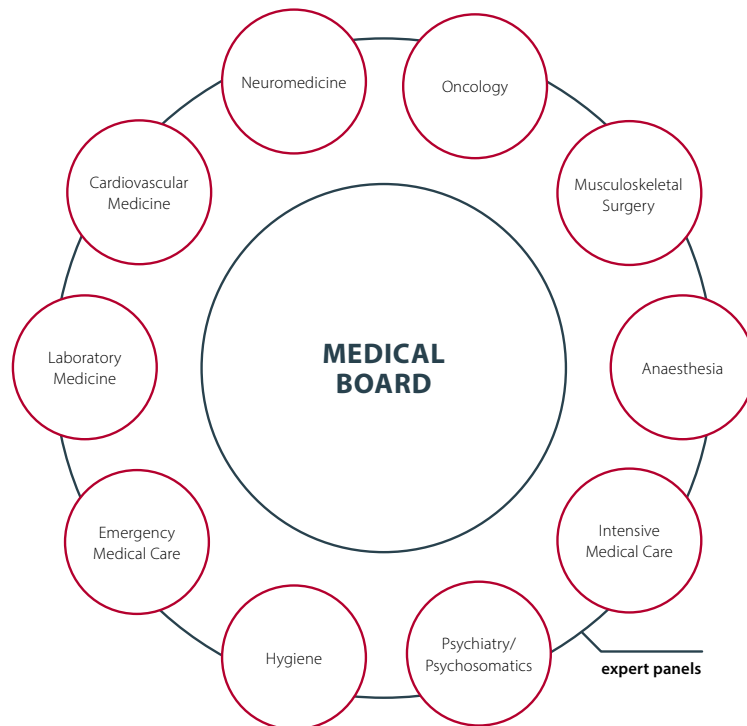 Neuromedicine
Oncology
Cardiovascular
Medicine
Musculoskeletal
Surgery
Laboratory
Medicine
MEDICAL
BOARD
Anaesthesia
Emergency
Medical Care
Intensive
Medical Care
Hygiene
Psychiatry/
Psychosomatics
expert panels